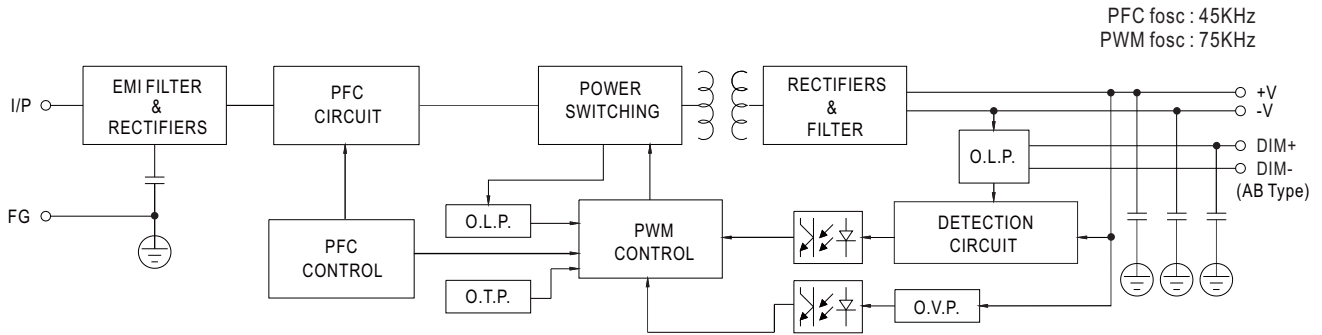 PFC fosc : 45KHz
PWM fosc : 75KHz
I/P
EMI FILTER
&
RECTIFIERS
PFC
CIRCUIT
POWER
SWITCHING
RECTIFIERS
&
FILTER
+V
-V
O.L.P.
DIM+
DIM-
(AB Type)
FG
O.L.P.
PFC
CONTROL
PWM
CONTROL
DETECTION
CIRCUIT
O.T.P.
O.V.P.